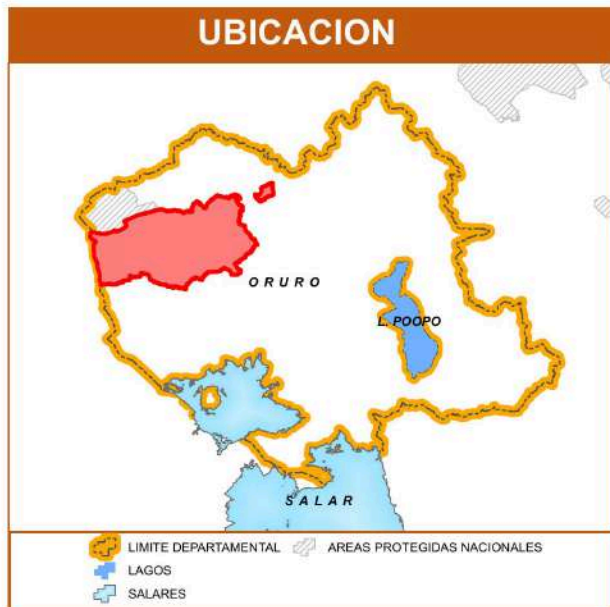 UBICACION
ORURO
L. POOPO
SALAR
LIMITE DEPARTAMENTAL
AREAS PROTEGIDAS NACIONALES
LAGOS
SALARES